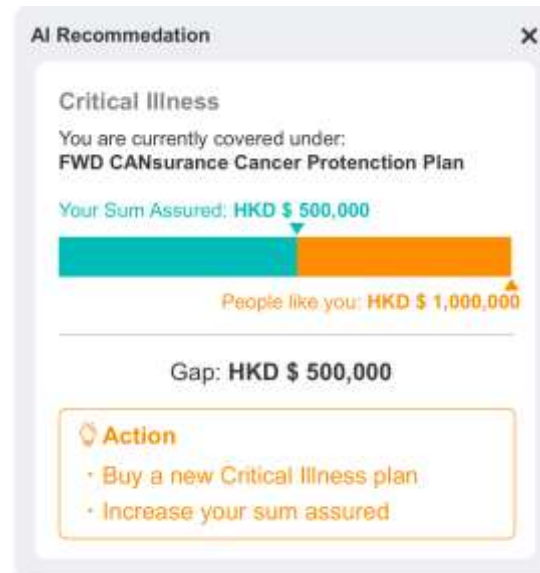 AI Recommedation
Critical Illness
You are currently covered under:
FWD CANsurance Cancer Protenction Plan
Your Sum Assured: HKD $ 500,000
People like you: HKD $ 1,000,000
Gap: HKD $ 500,000
Action
· Buy a new Critical Illness plan
· Increase your sum assured